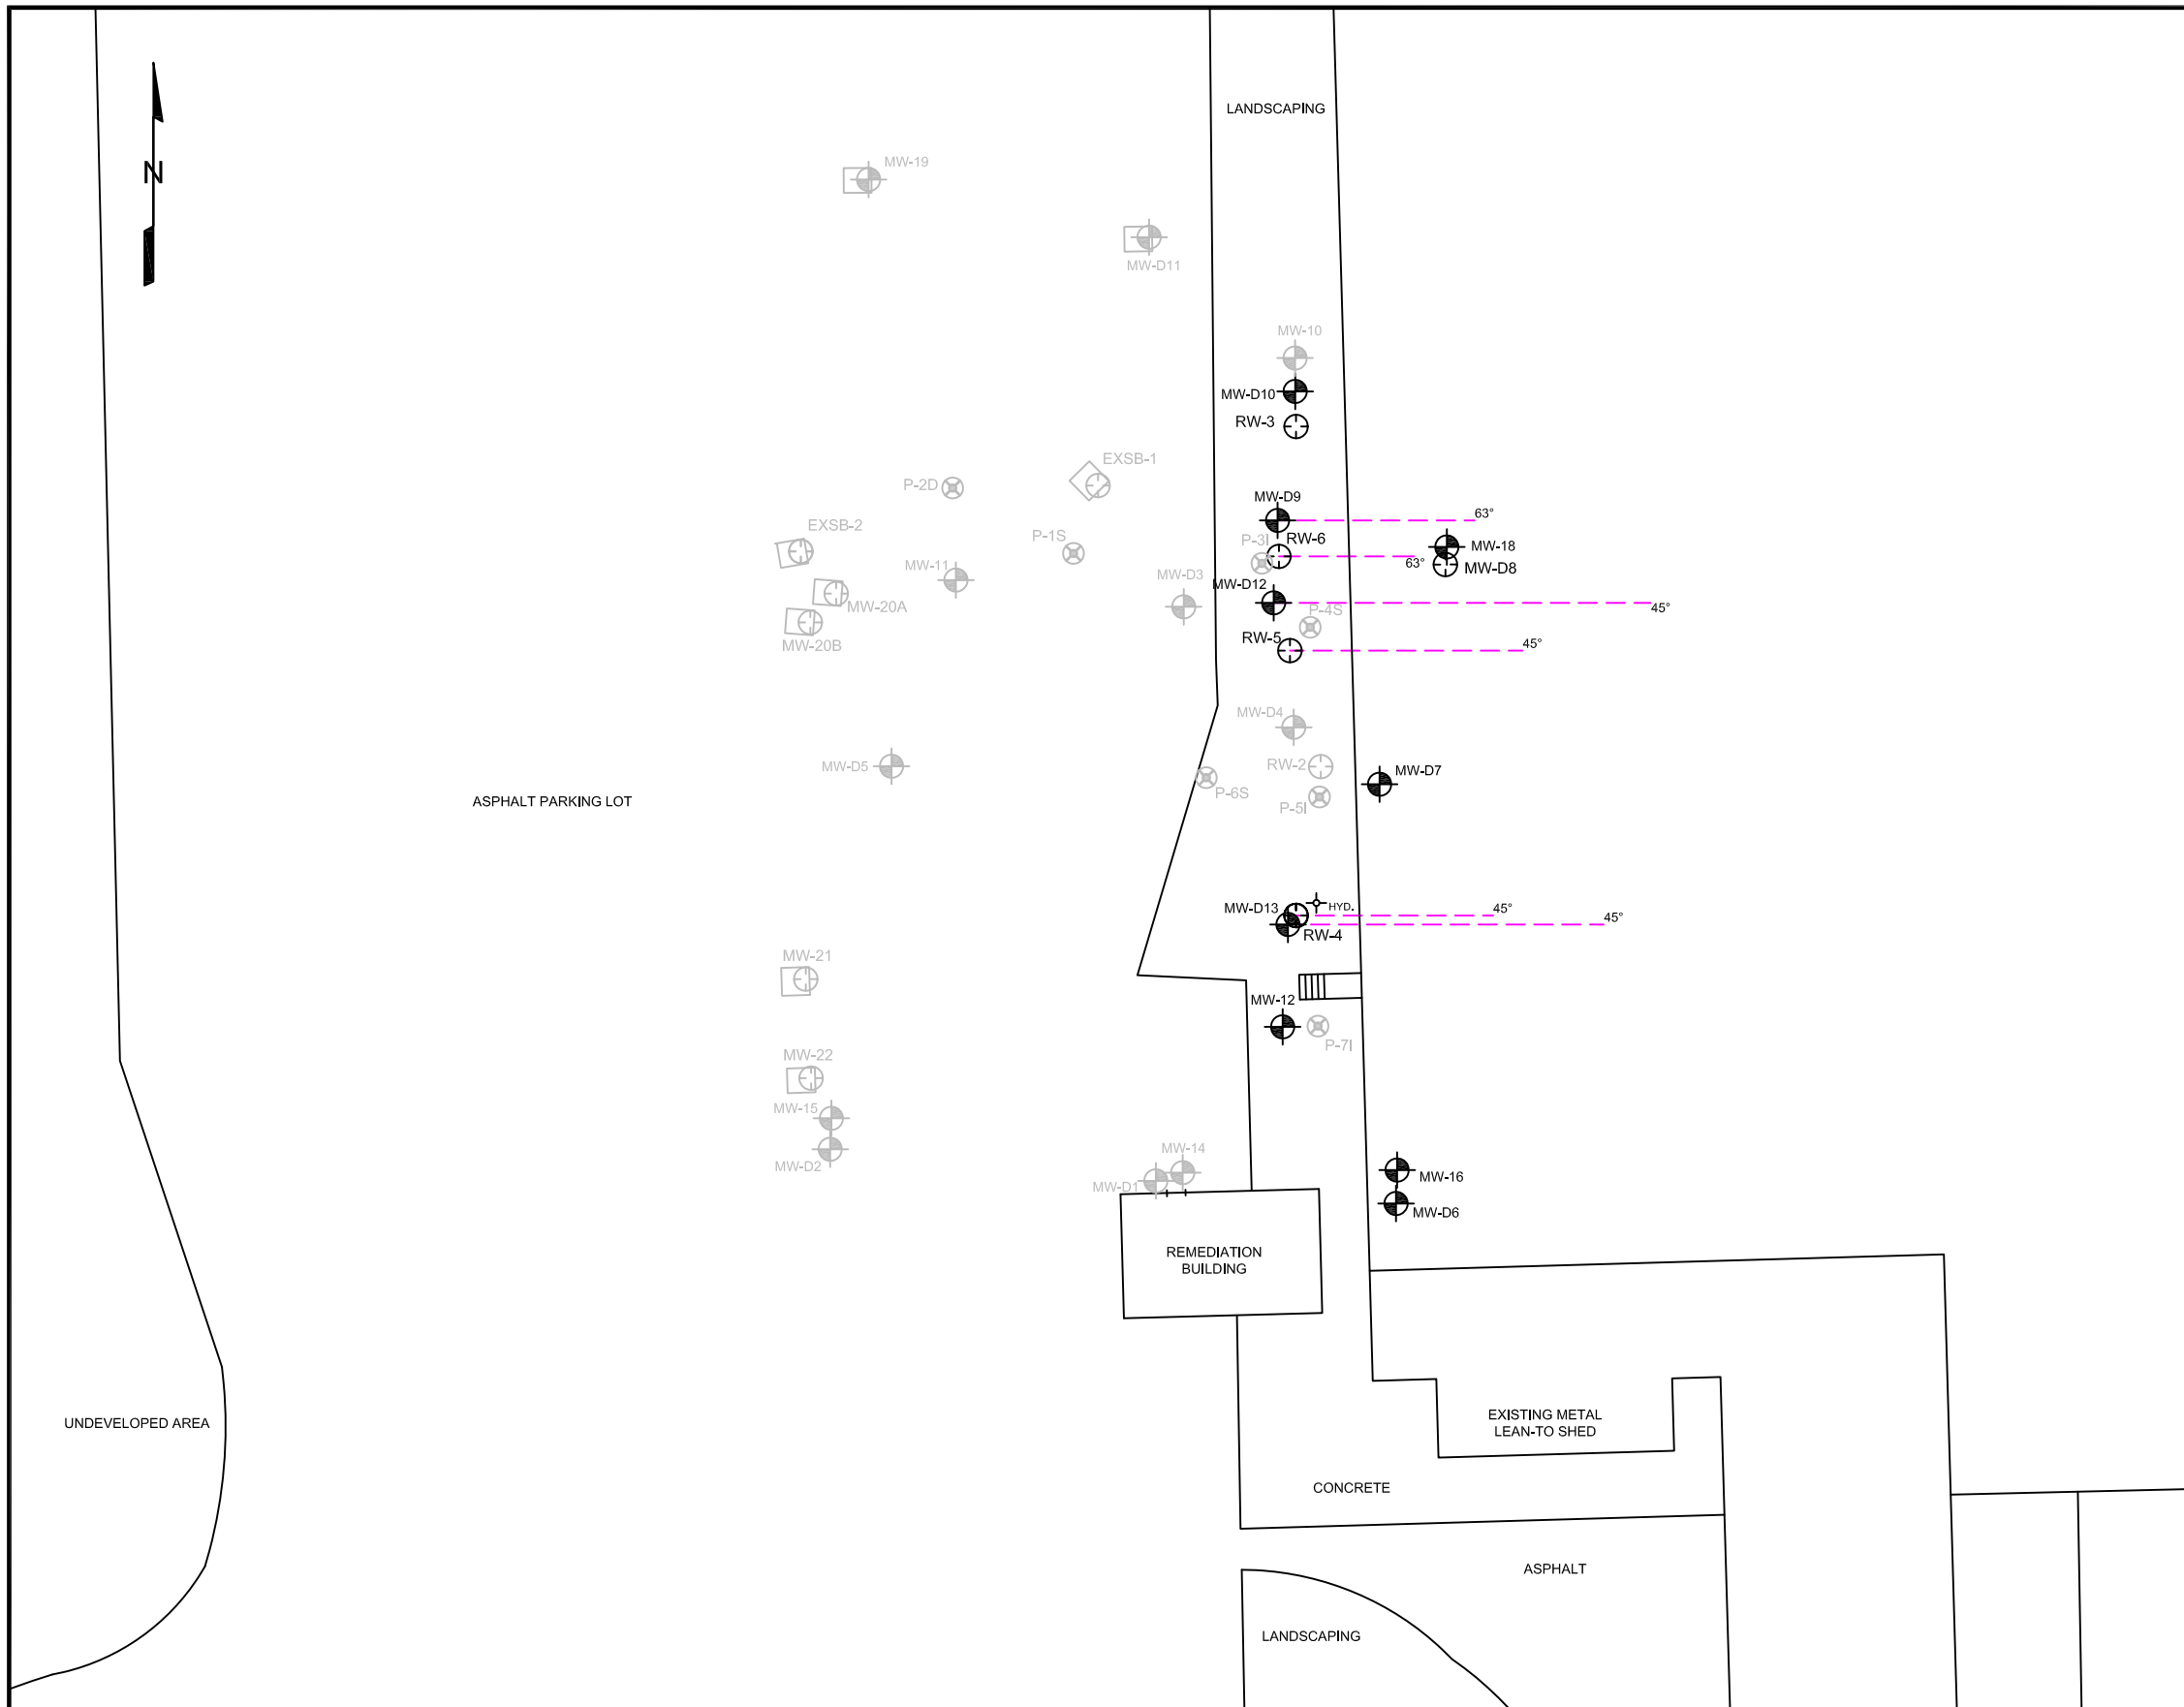 LANDSCAPING
N
MW-19
MW-D11
MW-10
MW-D10
RW-3
EXSB-1
P-2D
MW-D9
63°
EXSB-2
P-1S
P-3I
RW-6
MW-18
63°
MW-D8
MW-11
MW-D3
MW-D12
MW-20A
P-4S
45°
MW-20B
RW-5
45°
MW-D4
MW-D5
RW-2
MW-D7
P-6S
P-5I
ASPHALT PARKING LOT
MW-D13
HYD.
45°
45°
RW-4
MW-21
MW-12
P-7I
MW-22
MW-15
MW-D2
MW-14
MW-D1
MW-16
MW-D6
REMEDIATION
BUILDING
UNDEVELOPED AREA
EXISTING METAL
LEAN-TO SHED
CONCRETE
ASPHALT
LANDSCAPING